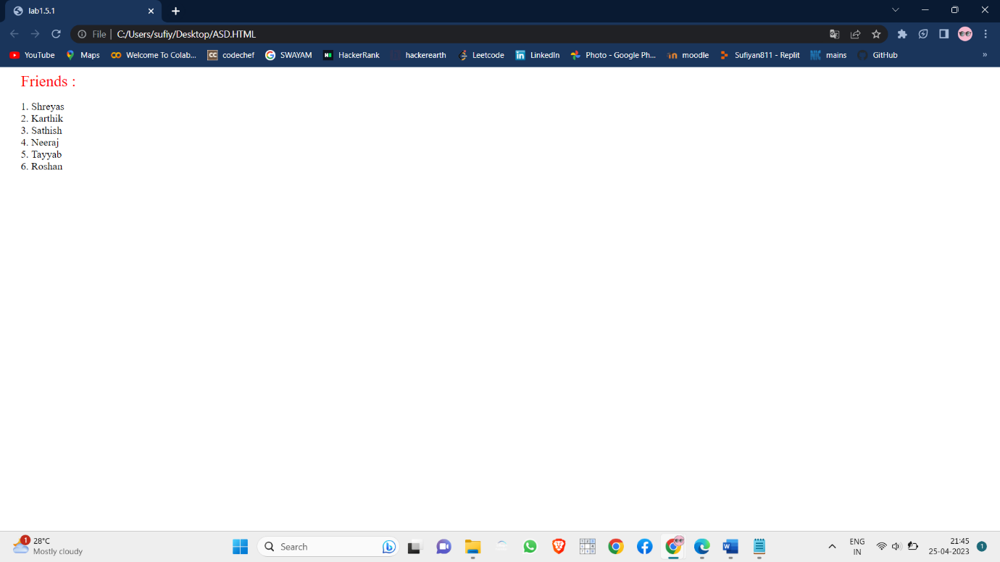 lab1.5.1
File | C:/Users/sufiy/Desktop/ASD.HTML
YouTube Maps Welcome To Colab... codechef SWAYAM HackerRank hackerearth Leetcode LinkedIn Photo - Google Ph... moodle Sufiyan811 - Replit mains GitHub »
Friends :
1. Shreyas
2. Karthik
3. Sathish
4. Neeraj
5. Tayyab
6. Roshan
1 28°C
Mostly cloudy
Search
ENG
IN
21:45
25-04-2023
1